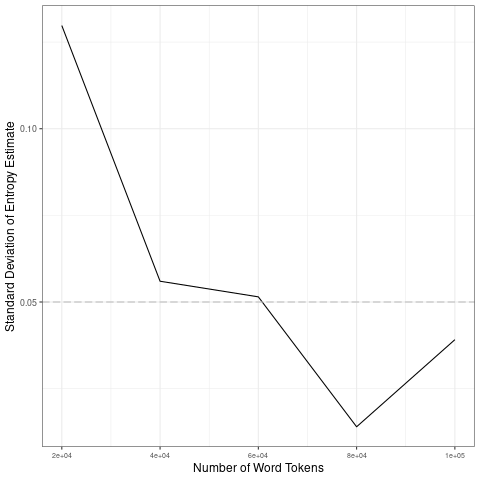 Standard Deviation of Entropy Estimate
0.10
0.05
2e+04 4e+04 6e+04 8e+04 1e+05
Number of Word Tokens